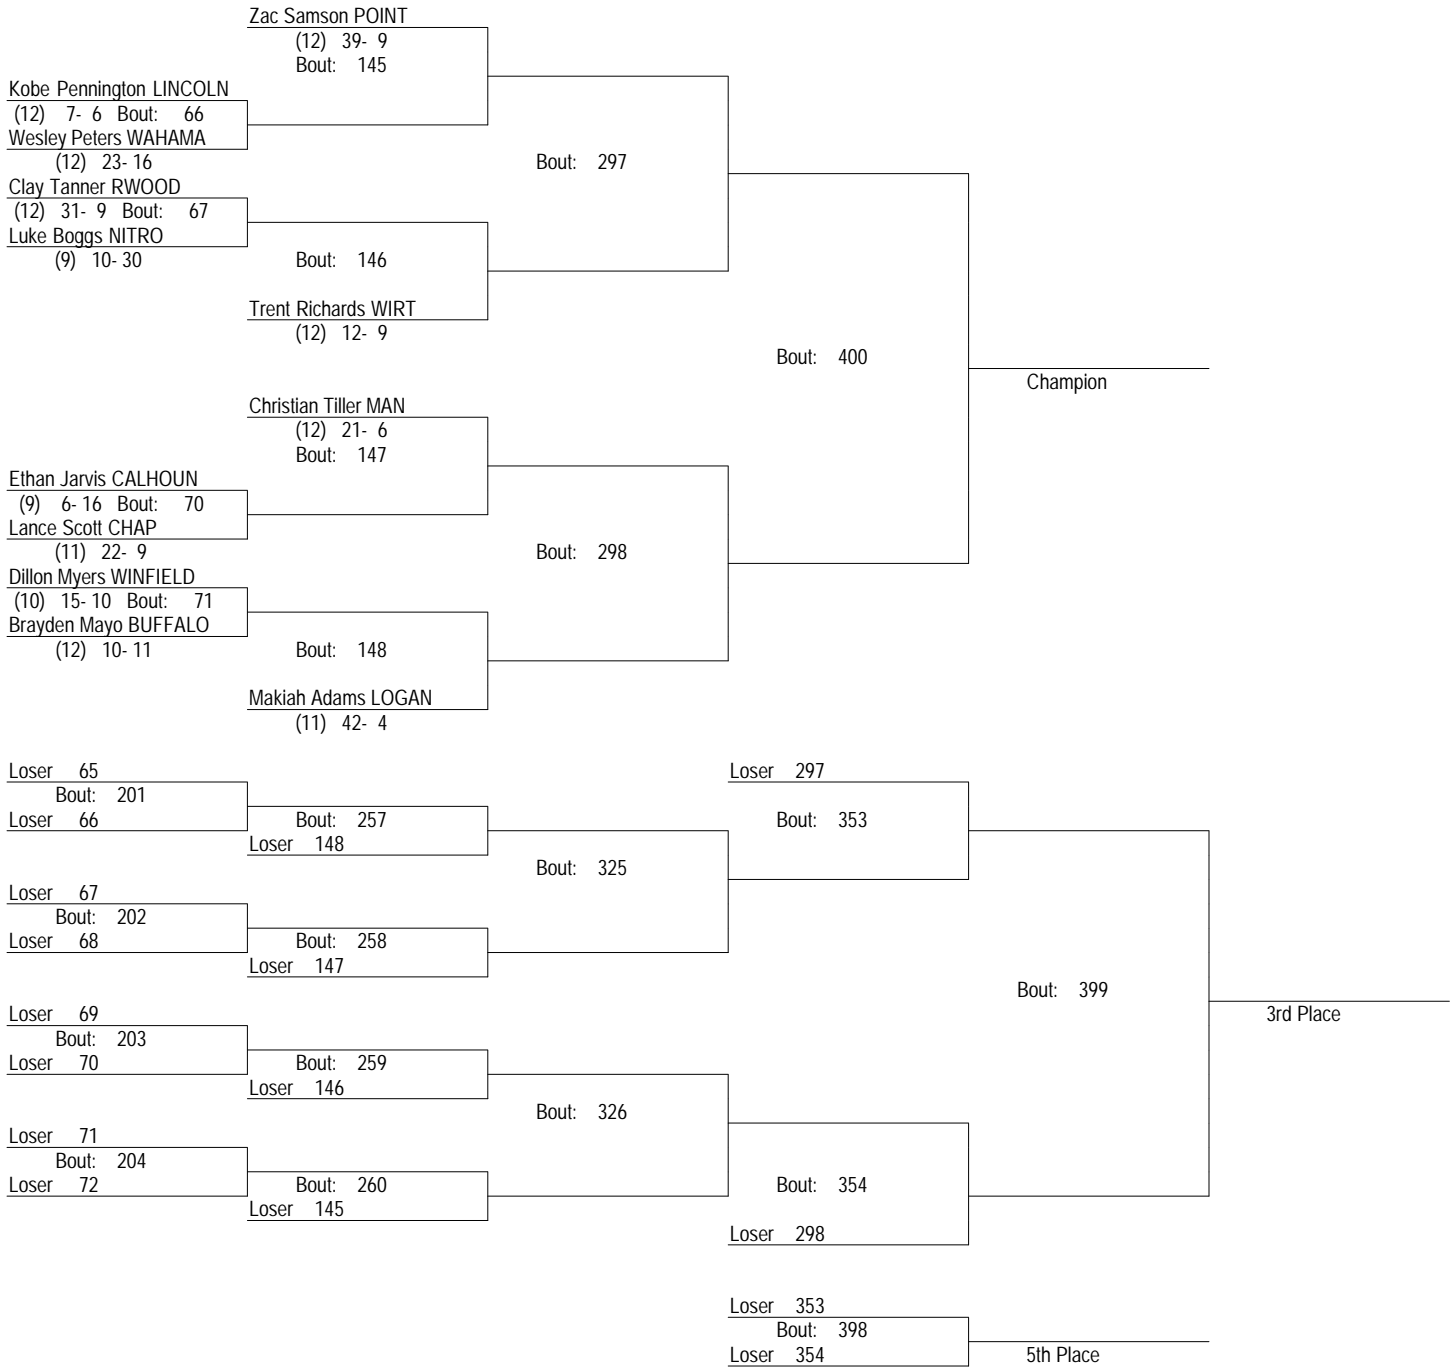 Zac Samson POINT
(12) 39- 9
Bout: 145
Kobe Pennington LINCOLN
(12) 7- 6 Bout: 66
Wesley Peters WAHAMA
(12) 23- 16
Bout: 297
Clay Tanner RWOOD
(12) 31- 9 Bout: 67
Luke Boggs NITRO
(9) 10- 30
Bout: 146
Trent Richards WIRT
(12) 12- 9
Bout: 400
Champion
Christian Tiller MAN
(12) 21- 6
Bout: 147
Ethan Jarvis CALHOUN
(9) 6- 16 Bout: 70
Lance Scott CHAP
(11) 22- 9
Bout: 298
Dillon Myers WINFIELD
(10) 15- 10 Bout: 71
Brayden Mayo BUFFALO
(12) 10- 11
Bout: 148
Makiah Adams LOGAN
(11) 42- 4
Loser 65
Bout: 201
Loser 66
Bout: 257
Loser 148
Loser 297
Bout: 353
Bout: 325
Loser 67
Bout: 202
Loser 68
Bout: 258
Loser 147
Bout: 399
3rd Place
Loser 69
Bout: 203
Loser 70
Bout: 259
Loser 146
Bout: 326
Loser 71
Bout: 204
Loser 72
Bout: 260
Loser 145
Bout: 354
Loser 298
Loser 353
Bout: 398
Loser 354
5th Place